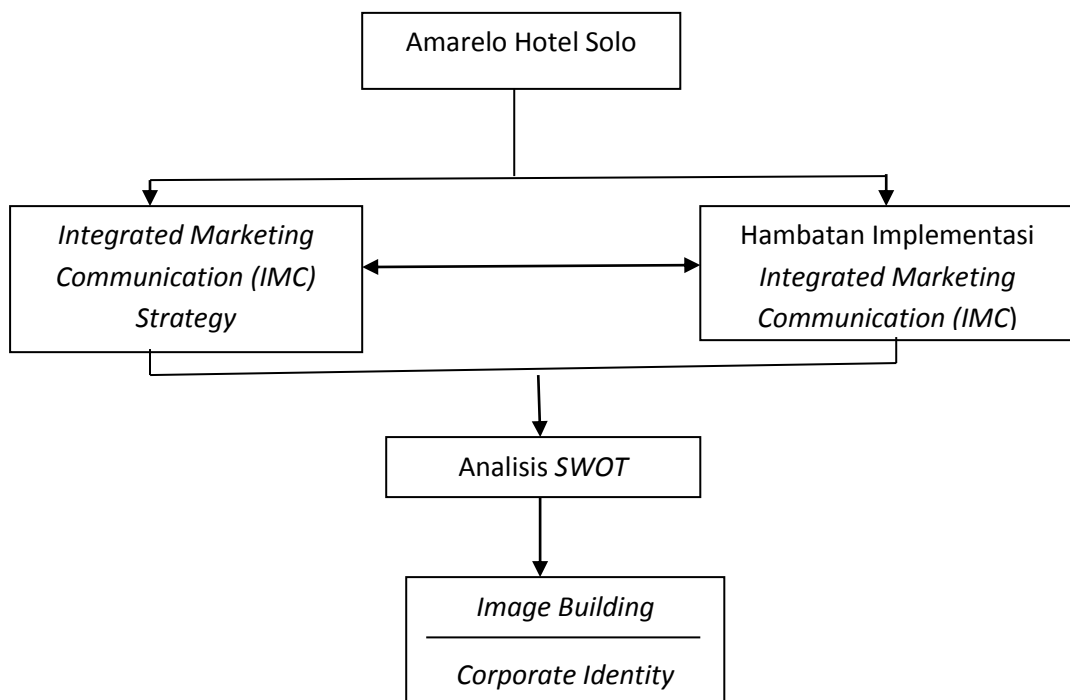 Amarelo Hotel Solo
Integrated Marketing
Communication (IMC)
Strategy
Hambatan Implementasi
Integrated Marketing
Communication (IMC)
Analisis SWOT
Image Building
Corporate Identity